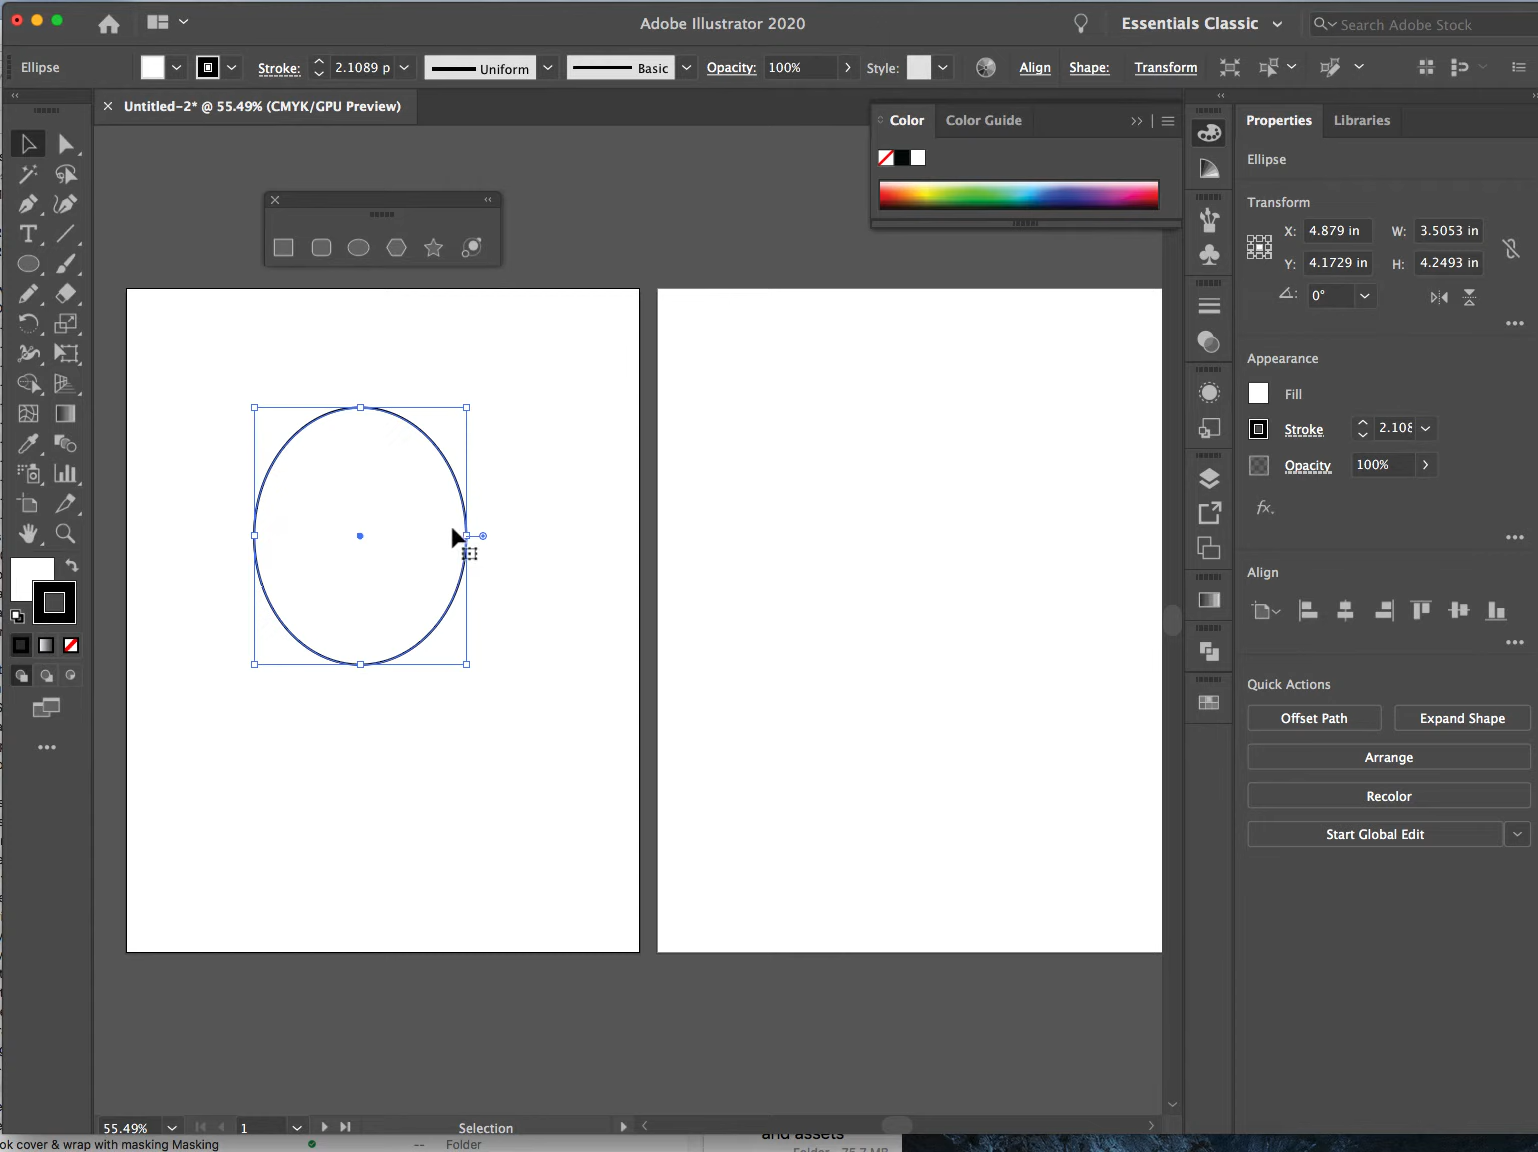 Adobe Illustrator 2020
Essentials Classic
Search Adobe Stock
Ellipse
Stroke:
2.1089 p
Uniform
Basic
Opacity:
100%
Style:
Align
Shape:
Transform
Untitled-2* @ 55.49% (CMYK/GPU Preview)
Color
Color Guide
Properties
Libraries
Ellipse
Transform
X:
4.879 in
W:
3.5053 in
Y:
4.1729 in
H:
4.2493 in
0°
Appearance
Fill
Stroke
2.108
Opacity
100%
fx.
Align
Quick Actions
Offset Path
Expand Shape
Arrange
Recolor
Start Global Edit
55.49%
1
Selection
ok cover & wrap with masking Masking
--
Folder
and assets
Folder - 75.7 MB